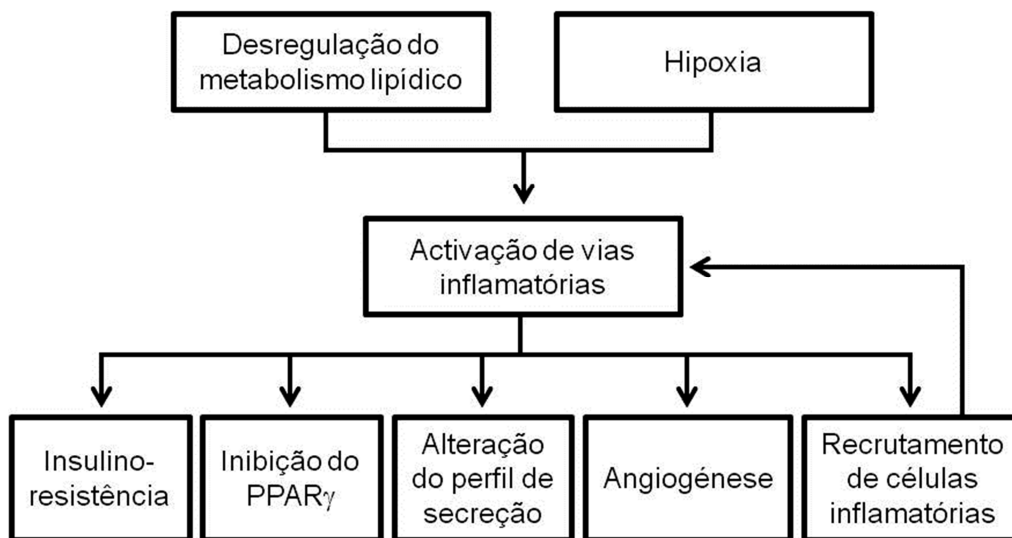 Desregulação do
metabolismo lipídico
Hipoxia
Activação de vias
inflamatórias
Insulino-
resistência
Inibição do
PPARγ
Alteração
do perfil de
secreção
Angiogénese
Recrutamento
de células
inflamatórias